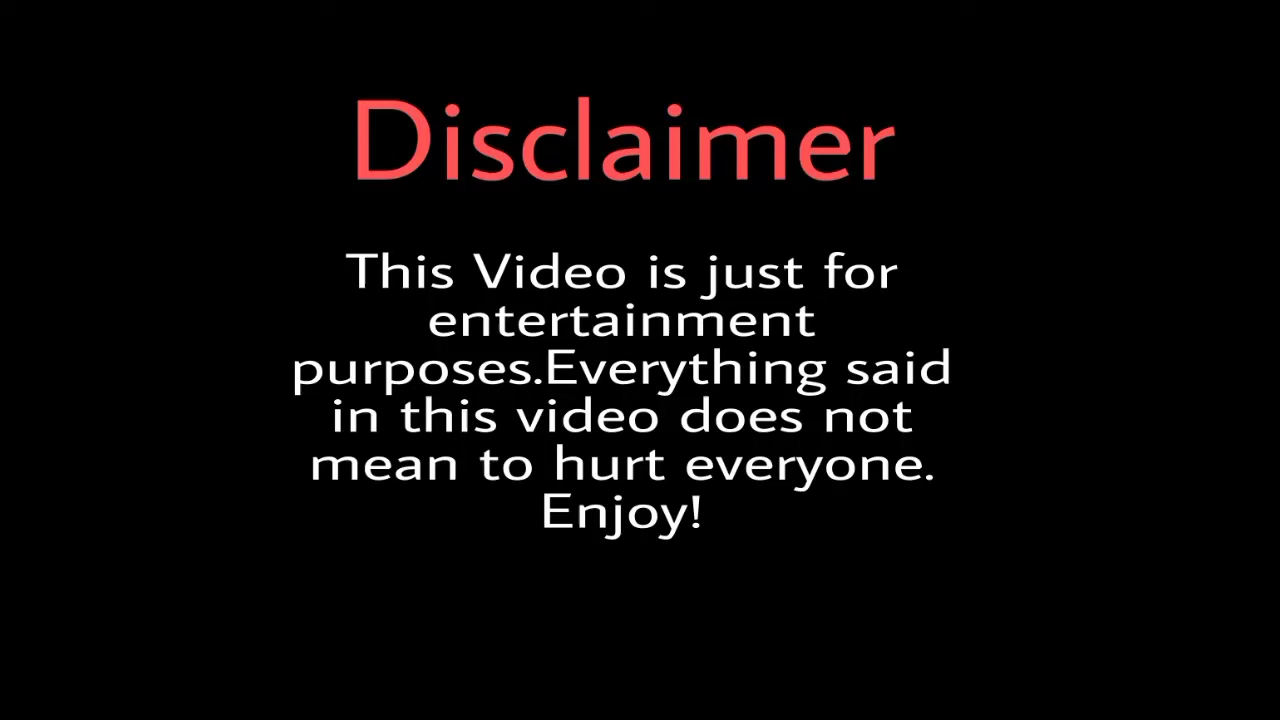 Disclaimer
This Video is just for
entertainment
purposes.Everything said
in this video does not
mean to hurt everyone.
Enjoy!